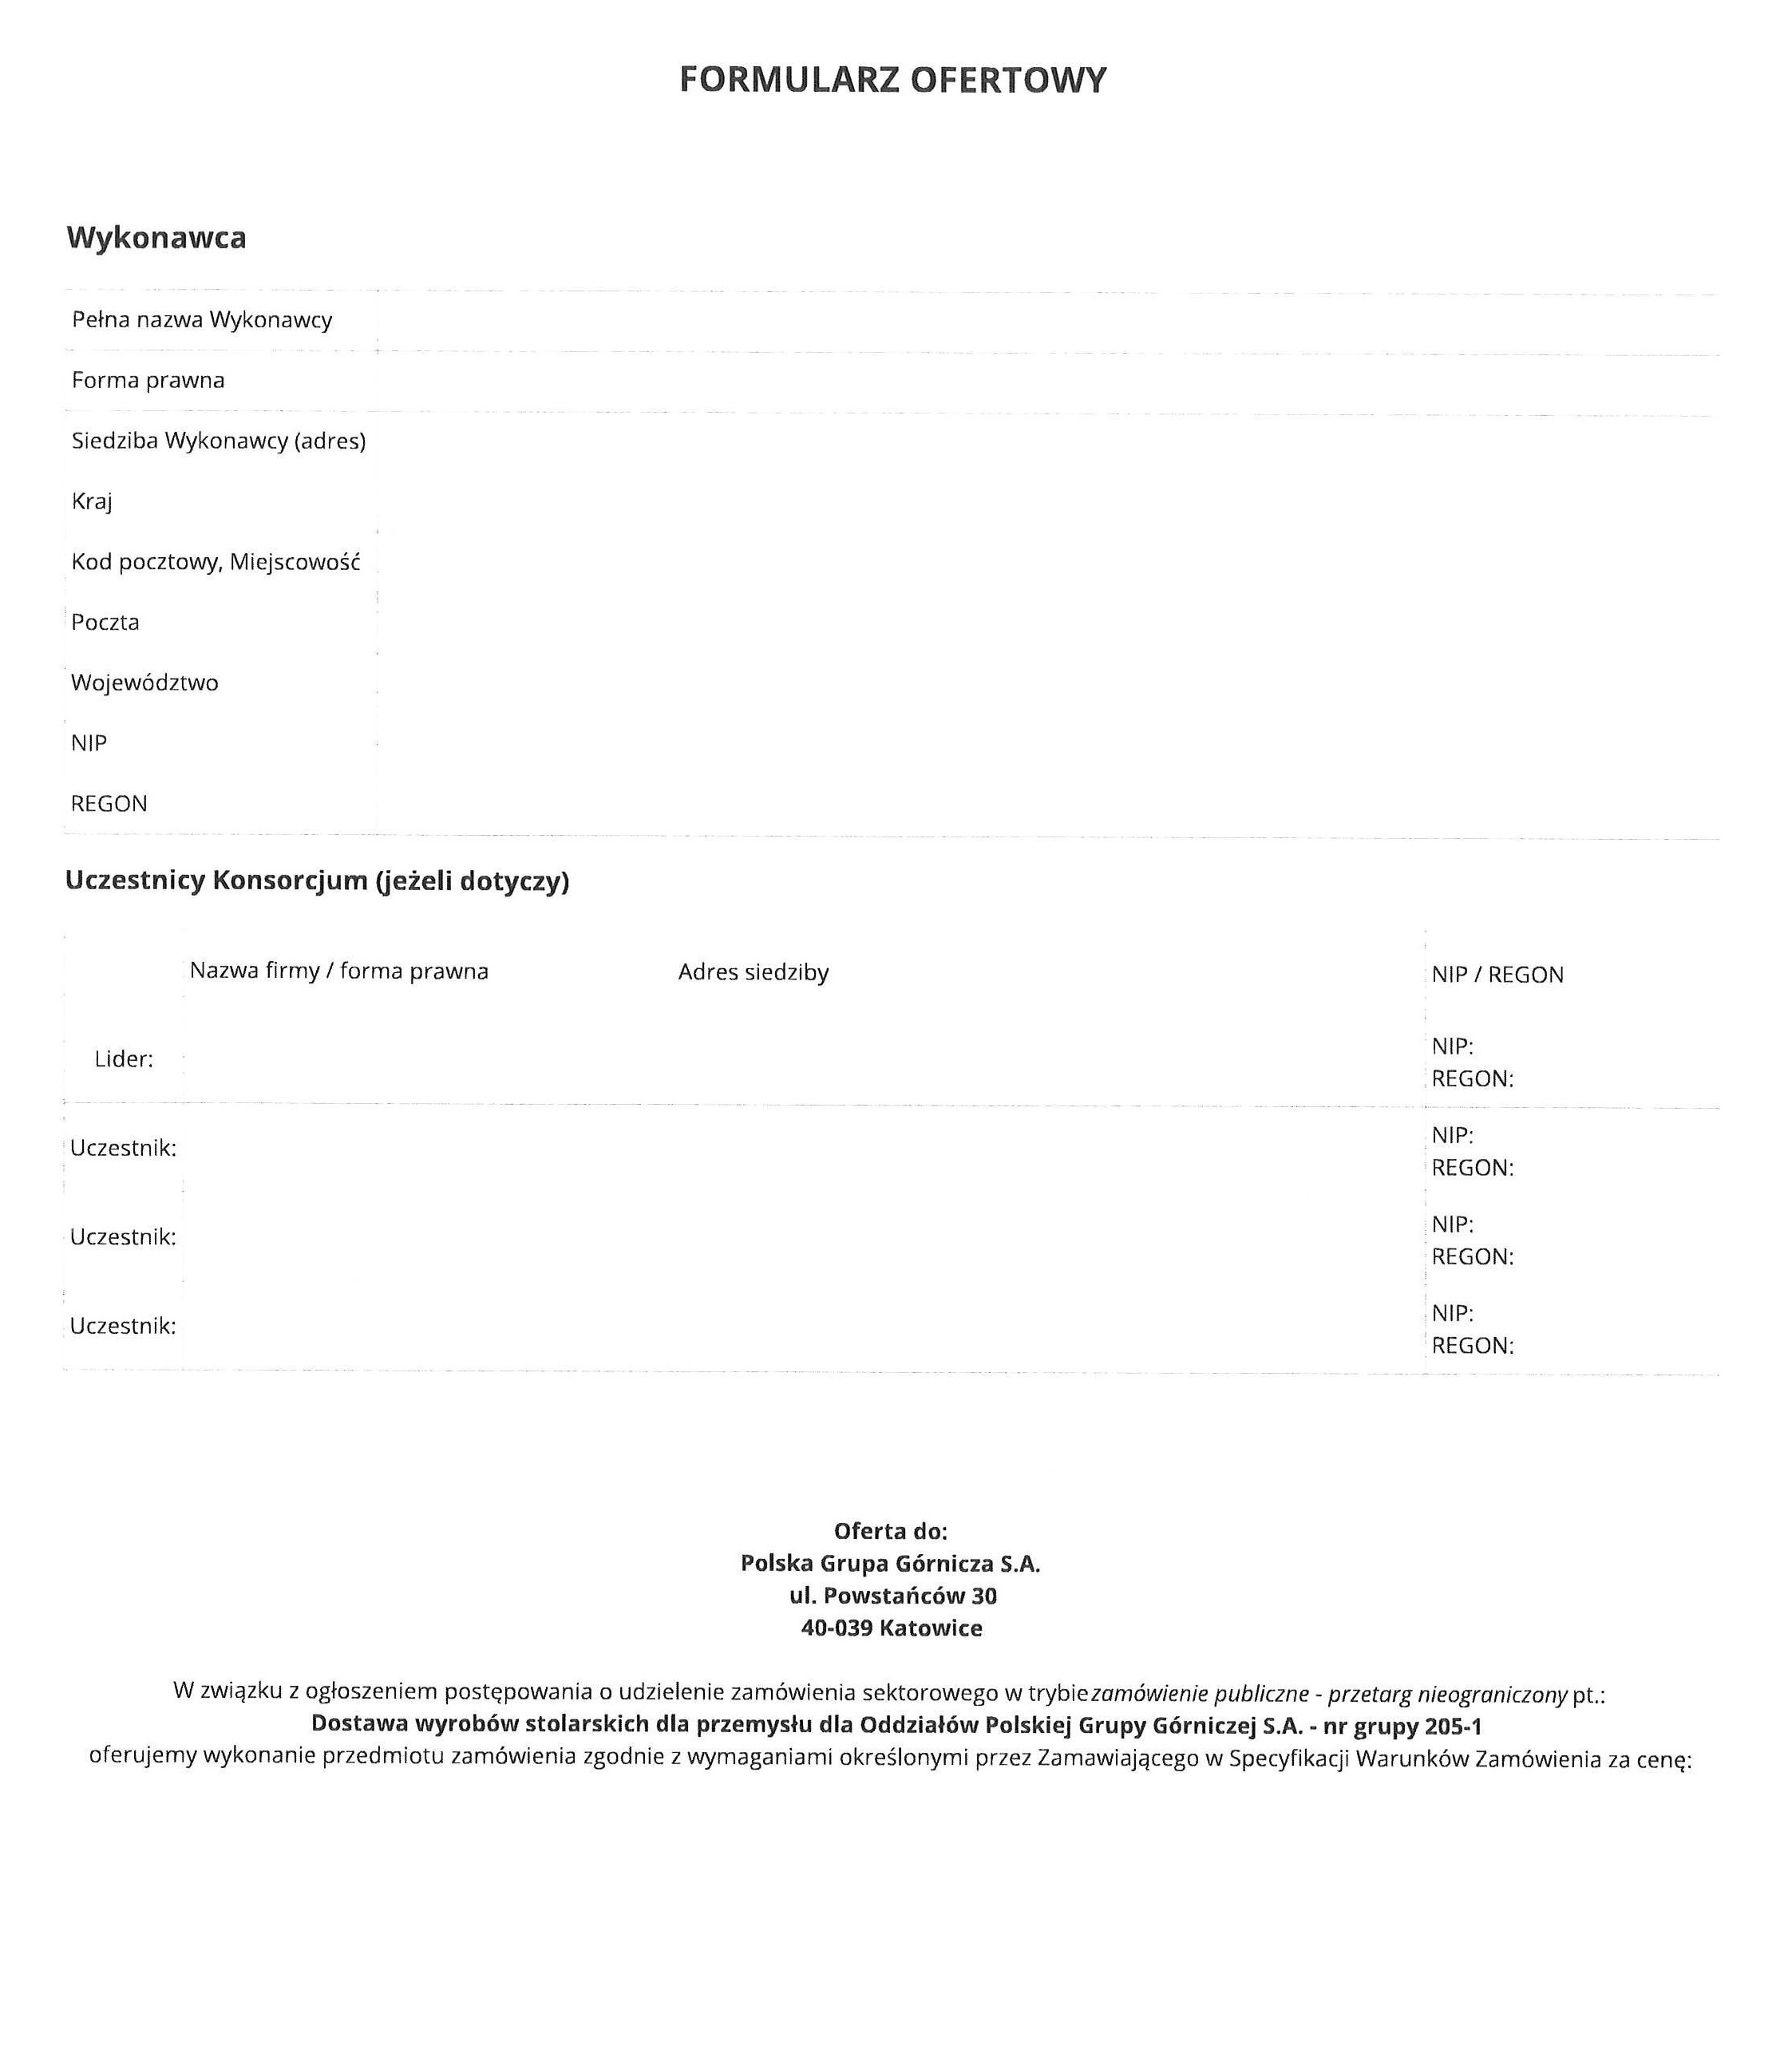 FORMULARZ OFERTOWY
Wykonawca
Pełna nazwa Wykonawcy
Forma prawna
Siedziba Wykonawcy (adres)
Kraj
Kod pocztowy, Miejscowość
Poczta
Województwo
NIP
REGON
Uczestnicy Konsorcjum (jeżeli dotyczy)
Nazwa firmy / forma prawna Adres siedziby NIP / REGON
Lider: NIP:
REGON:
Uczestnik: NIP:
REGON:
Uczestnik: NIP:
REGON:
Uczestnik: NIP:
REGON:
Oferta do:
Polska Grupa Górnicza S.A.
ul. Powstańców 30
40-039 Katowice
W związku z ogłoszeniem postępowania o udzielenie zamówienia sektorowego w trybiezamówienie publiczne - przetarg nieograniczony pt.:
Dostawa wyrobów stolarskich dla przemysłu dla Oddziałów Polskiej Grupy Górniczej S.A. - nr grupy 205-1
oferujemy wykonanie przedmiotu zamówienia zgodnie z wymaganiami określonymi przez Zamawiającego w Specyfikacji Warunków Zamówienia za cenę: